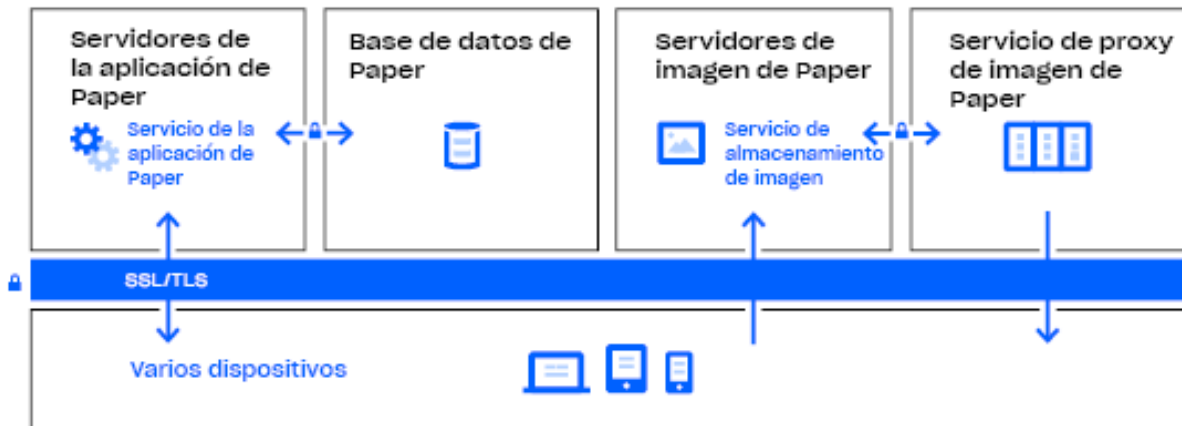 Servidores de
la aplicación de
Paper
Servicio de la
aplicación de
Paper
Base de datos de
Paper
Servidores de
imagen de Paper
Servicio de
almacenamiento
de imagen
Servicio de proxy
de imagen de
Paper
SSL/TLS
Varios dispositivos